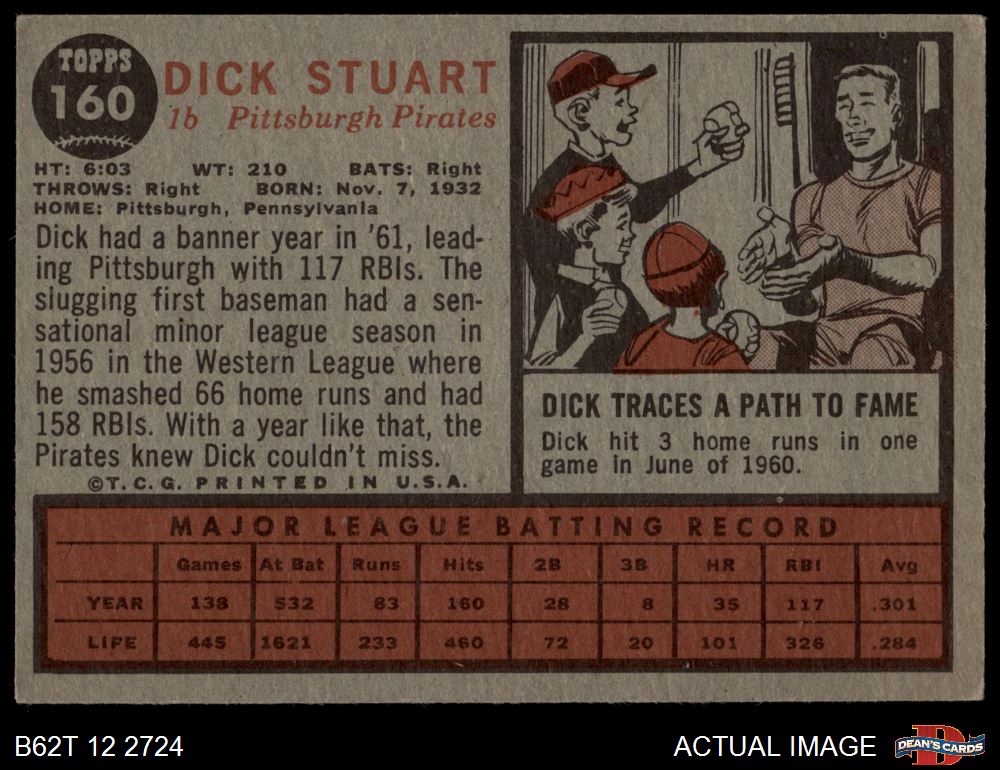 TOPPS
160
DICK STUART
1b Pittsburgh Pirates
HT: 6:03 WT: 210 BATS: Right
THROWS: Right BORN: Nov. 7, 1932
HOME: Pittsburgh, Pennsylvania
Dick had a banner year in '61, lead-
ing Pittsburgh with 117 RBIs. The
slugging first baseman had a sen-
sational minor league season in
1956 in the Western League where
he smashed 66 home runs and had
158 RBIs. With a year like that, the
Pirates knew Dick couldn't miss.
©T.C.G. PRINTED IN U.S.A.
DICK TRACES A PATH TO FAME
Dick hit 3 home runs in one
game in June of 1960.
MAJOR LEAGUE BATTING RECORD
Games At Bat Runs Hits 2B 3B HR RBI Avg
YEAR 138 532 83 160 28 8 35 117 .301
LIFE 445 1621 233 460 72 20 101 326 .284
B62T 12 2724
ACTUAL IMAGE
DEAN'S CARDS